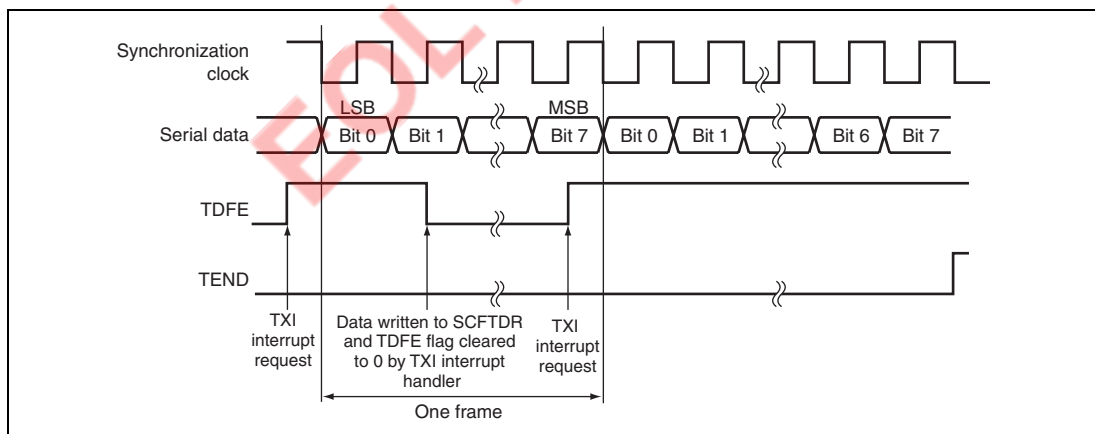 Synchronization
clock
LSB
MSB
Serial data
Bit 0
Bit 1
Bit 7
Bit 0
Bit 1
Bit 6
Bit 7
TDFE
TEND
TXI
interrupt
request
Data written to SCFTDR
and TDFE flag cleared
to 0 by TXI interrupt
handler
TXI
interrupt
request
One frame
EOL